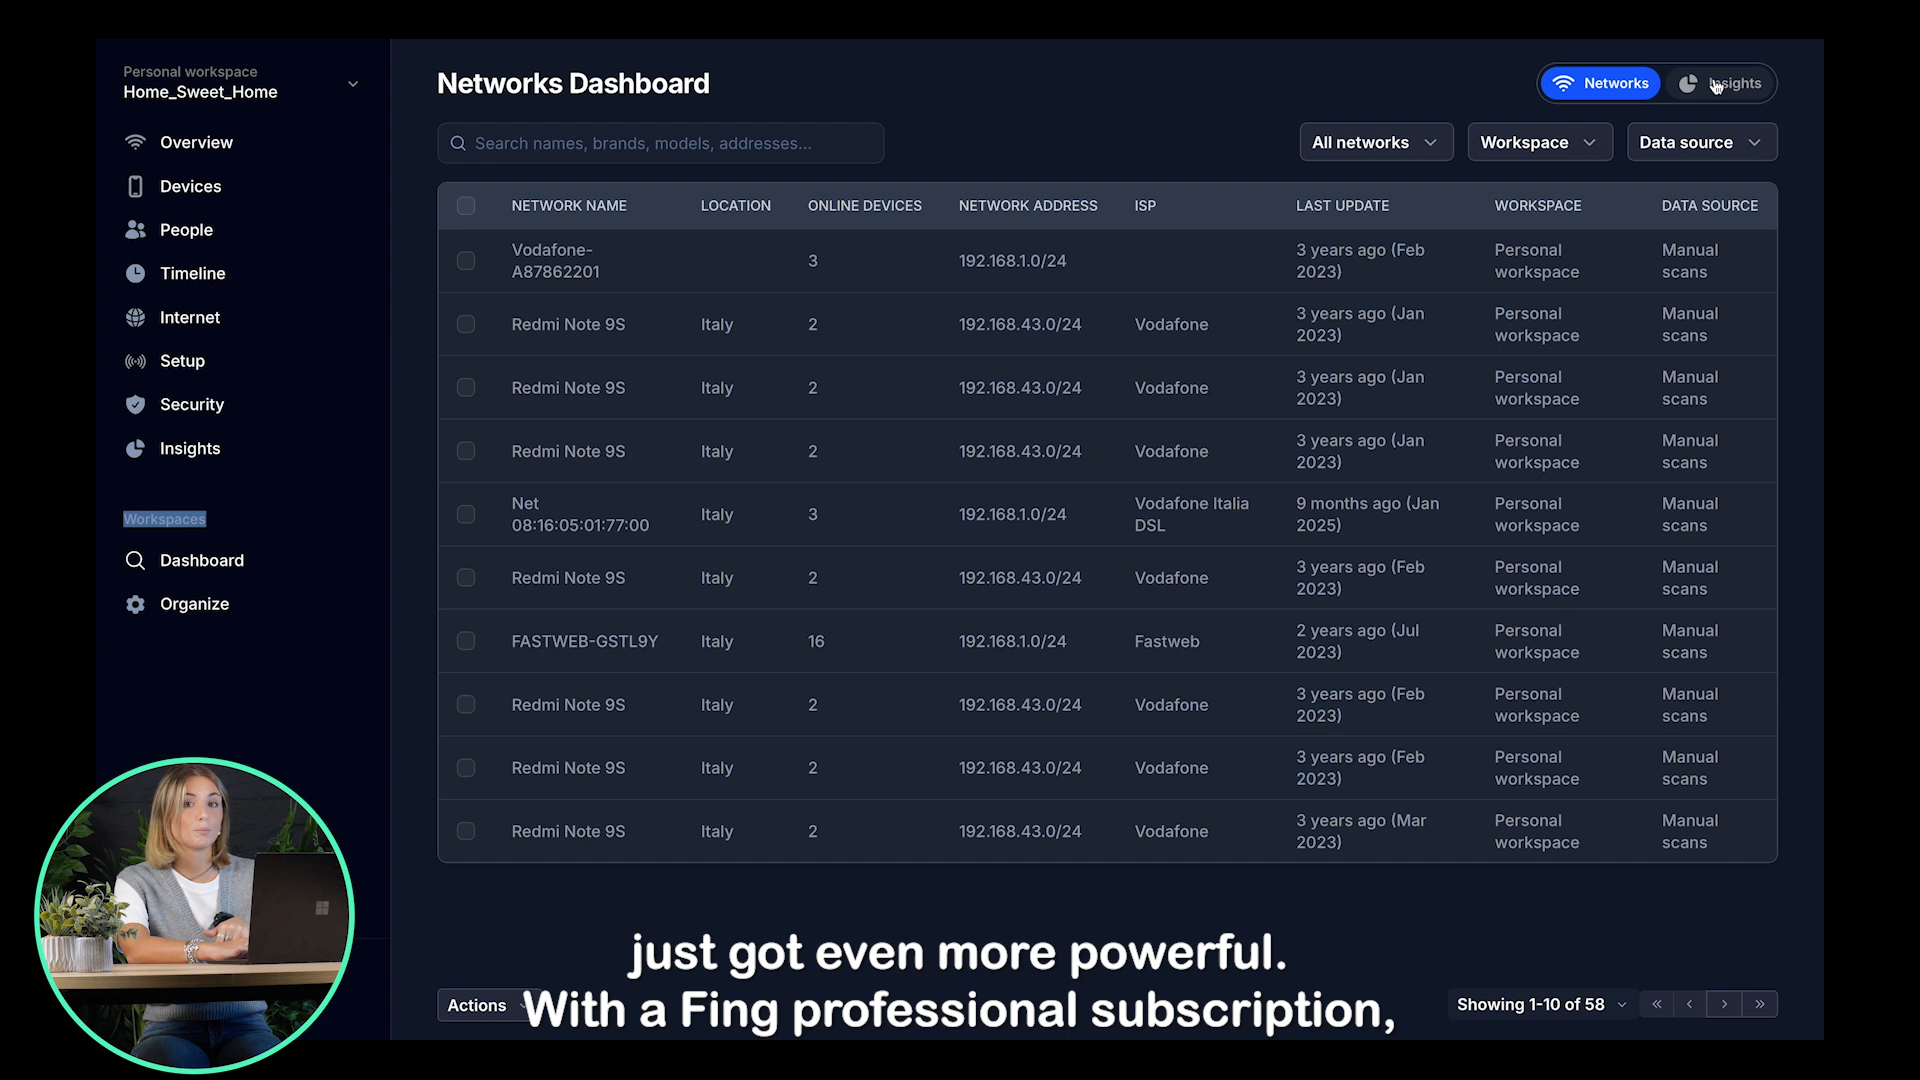 Personal workspace
Home_Sweet_Home
Overview
Devices
People
Timeline
Internet
Setup
Security
Insights
Workspaces
Dashboard
Organize
Networks Dashboard
Networks
Insights
Search names, brands, models, addresses...
All networks
Workspace
Data source
NETWORK NAME LOCATION ONLINE DEVICES NETWORK ADDRESS ISP LAST UPDATE WORKSPACE DATA SOURCE
Vodafone-A87862201 3 192.168.1.0/24 3 years ago (Feb 2023) Personal workspace Manual scans
Redmi Note 9S Italy 2 192.168.43.0/24 Vodafone 3 years ago (Jan 2023) Personal workspace Manual scans
Redmi Note 9S Italy 2 192.168.43.0/24 Vodafone 3 years ago (Jan 2023) Personal workspace Manual scans
Redmi Note 9S Italy 2 192.168.43.0/24 Vodafone 3 years ago (Jan 2023) Personal workspace Manual scans
Net 08:16:05:01:77:00 Italy 3 192.168.1.0/24 Vodafone Italia DSL 9 months ago (Jan 2025) Personal workspace Manual scans
Redmi Note 9S Italy 2 192.168.43.0/24 Vodafone 3 years ago (Feb 2023) Personal workspace Manual scans
FASTWEB-GSTL9Y Italy 16 192.168.1.0/24 Fastweb 2 years ago (Jul 2023) Personal workspace Manual scans
Redmi Note 9S Italy 2 192.168.43.0/24 Vodafone 3 years ago (Feb 2023) Personal workspace Manual scans
Redmi Note 9S Italy 2 192.168.43.0/24 Vodafone 3 years ago (Feb 2023) Personal workspace Manual scans
Redmi Note 9S Italy 2 192.168.43.0/24 Vodafone 3 years ago (Mar 2023) Personal workspace Manual scans
just got even more powerful.
With a Fing professional subscription,
Actions
Showing 1-10 of 58